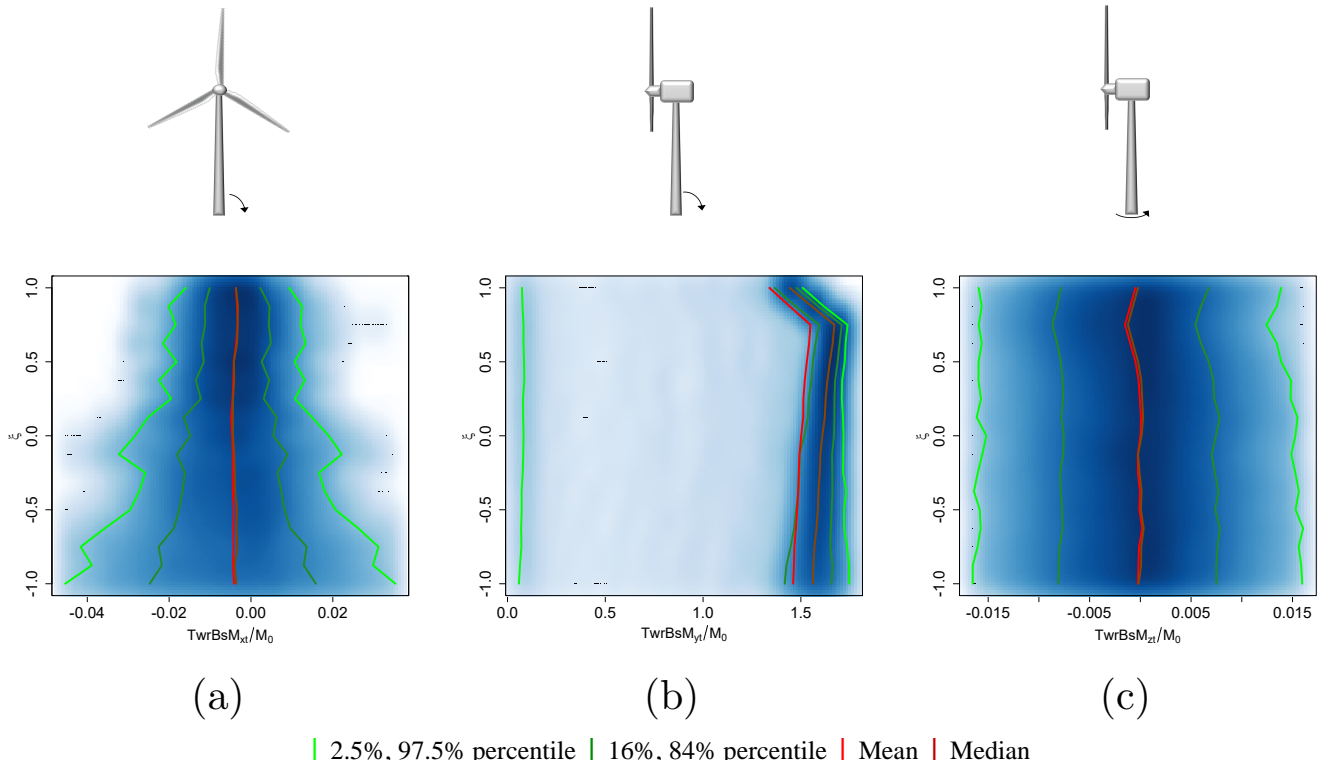 1.0
0.5
0.0
-0.5
-1.0
ξ
-0.04 -0.02 0.00 0.02
TwrBsMxt/M0
(a)
1.0
0.5
0.0
-0.5
-1.0
ξ
0.0 0.5 1.0 1.5
TwrBsMyt/M0
(b)
1.0
0.5
0.0
-0.5
-1.0
ξ
-0.015 -0.005 0.005 0.015
TwrBsMzt/M0
(c)
2.5%, 97.5% percentile 16%, 84% percentile Mean Median